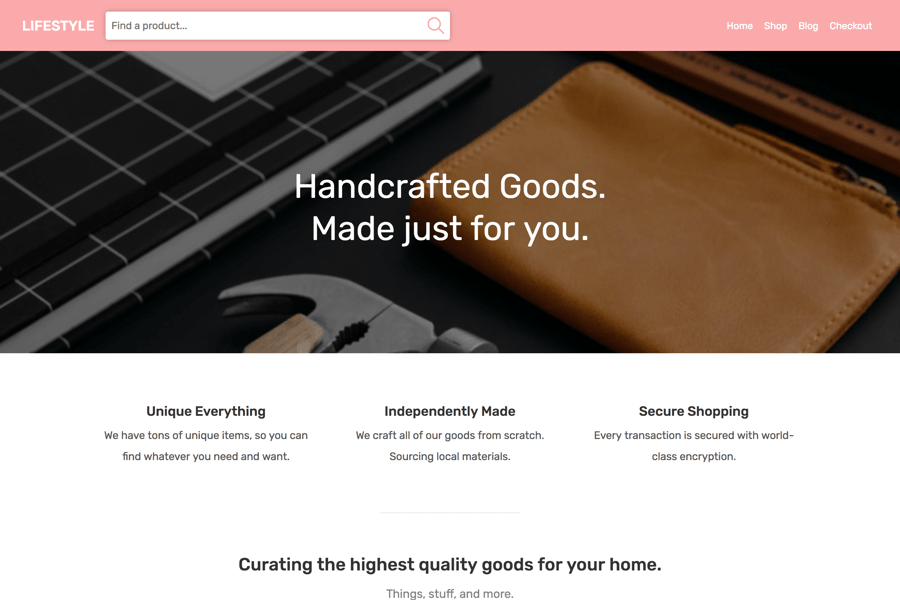 LIFESTYLE
Find a product...
Home Shop Blog Checkout
Handcrafted Goods.
Made just for you.
Unique Everything
We have tons of unique items, so you can
find whatever you need and want.
Independently Made
We craft all of our goods from scratch.
Sourcing local materials.
Secure Shopping
Every transaction is secured with world-
class encryption.
Curating the highest quality goods for your home.
Things, stuff, and more.